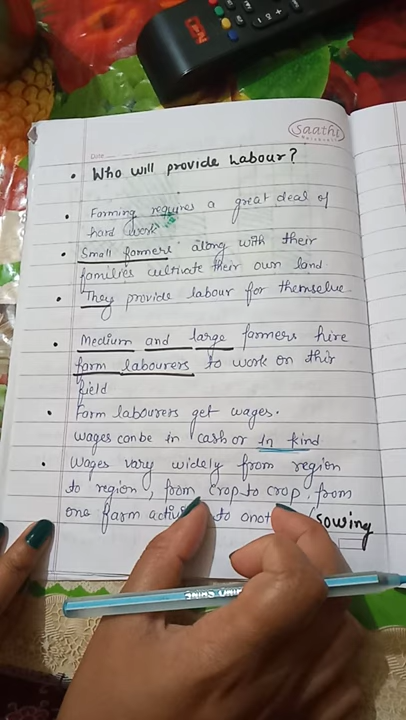 Saathi
Date
• Who will provide Labour?
• Farming requires a great deal of
hard work
• Small farmers along with their
families cultivate their own land
• They provide labour for themselve
• Medium and large farmers hire
farm labourers to work on thir
field
• Farm labourers get wages.
wages can be in cash or in kind
• Wages vary widely from region
to region, from crop to crop, from
one farm to sowing